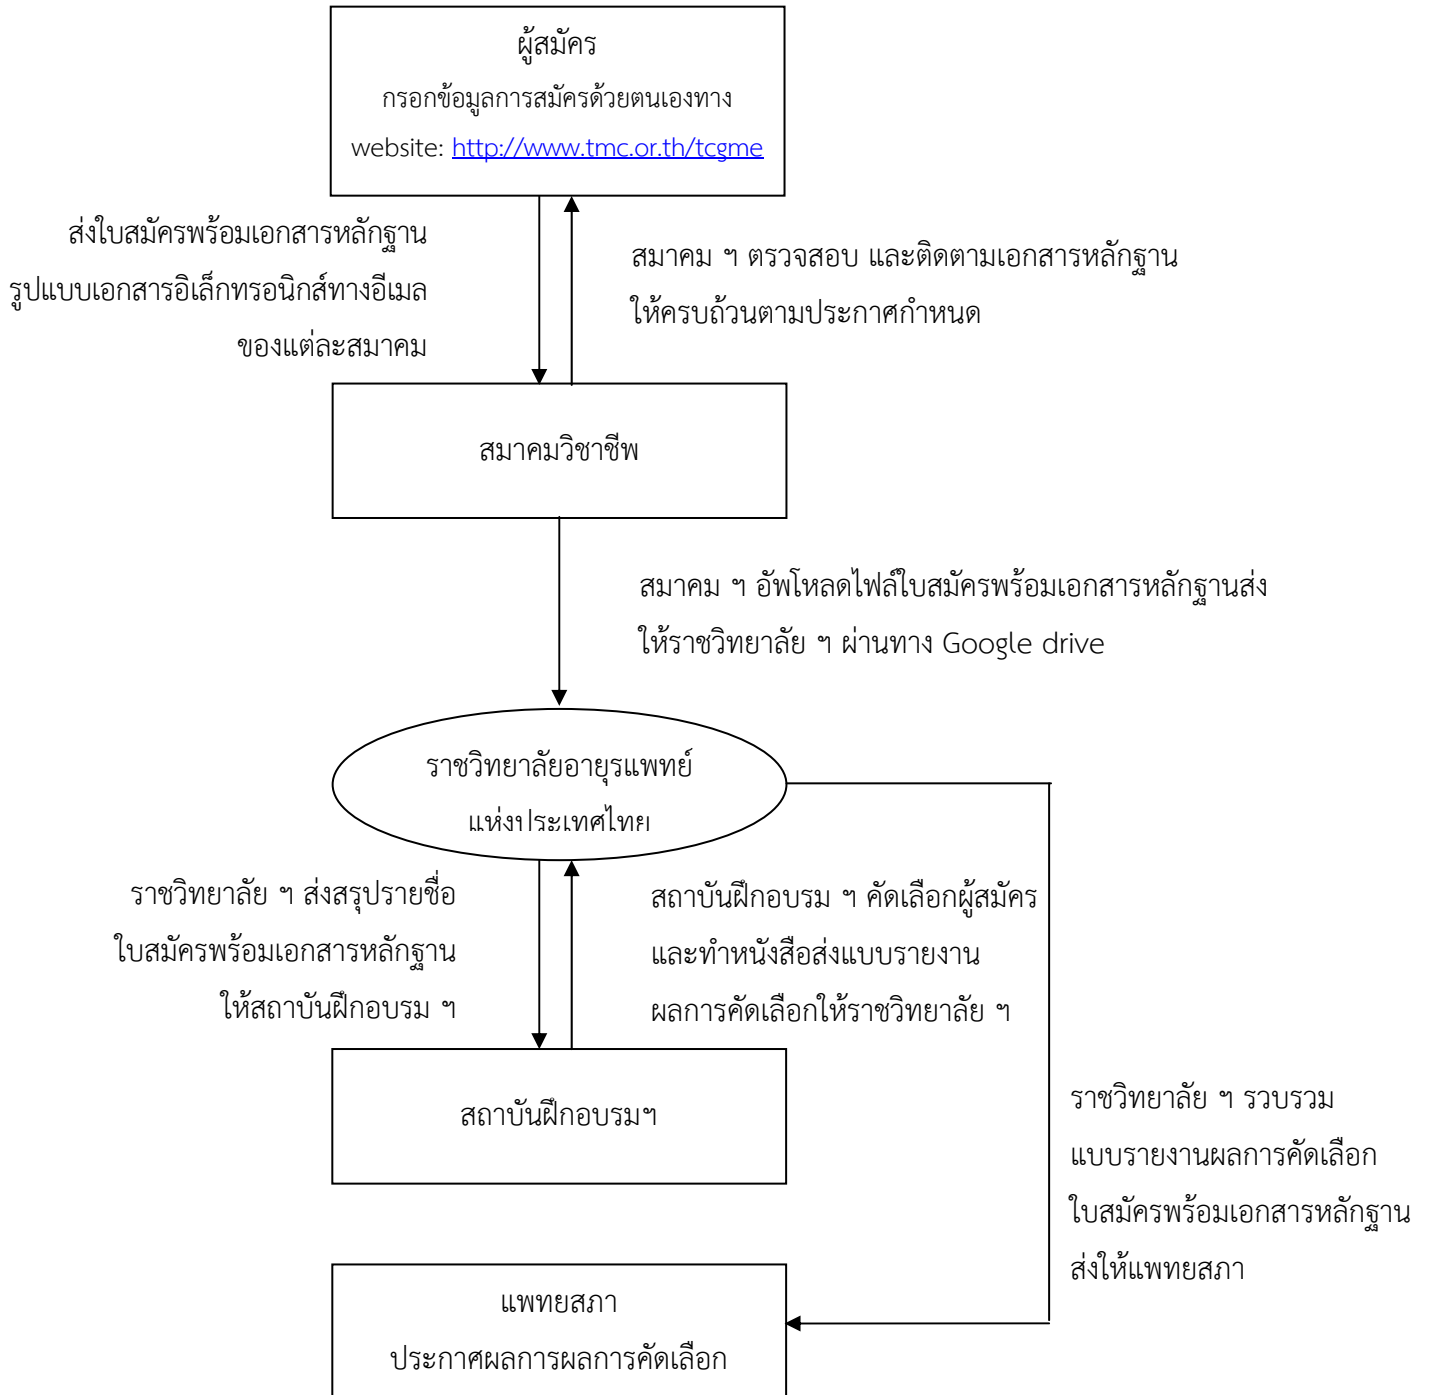 ผู้สมัคร
กรอกข้อมูลการสมัครด้วยตนเองทาง
website: http://www.tmc.or.th/tcgme
ส่งใบสมัครพร้อมเอกสารหลักฐาน
รูปแบบเอกสารอิเล็กทรอนิกส์ทางอีเมล
ของแต่ละสมาคม
สมาคม ฯ ตรวจสอบ และติดตามเอกสารหลักฐาน
ให้ครบถ้วนตามประกาศกำหนด
สมาคมวิชาชีพ
สมาคม ฯ อัพโหลดไฟล์ใบสมัครพร้อมเอกสารหลักฐานส่ง
ให้ราชวิทยาลัย ฯ ผ่านทาง Google drive
ราชวิทยาลัยอายุรแพทย์
แห่งประเทศไทย
ราชวิทยาลัย ฯ ส่งสรุปรายชื่อ
ใบสมัครพร้อมเอกสารหลักฐาน
ให้สถาบันฝึกอบรม ฯ
สถาบันฝึกอบรม ฯ คัดเลือกผู้สมัคร
และทำหนังสือส่งแบบรายงาน
ผลการคัดเลือกให้ราชวิทยาลัย ฯ
สถาบันฝึกอบรมฯ
ราชวิทยาลัย ฯ รวบรวม
แบบรายงานผลการคัดเลือก
ใบสมัครพร้อมเอกสารหลักฐาน
ส่งให้แพทยสภา
แพทยสภา
ประกาศผลการผลการคัดเลือก